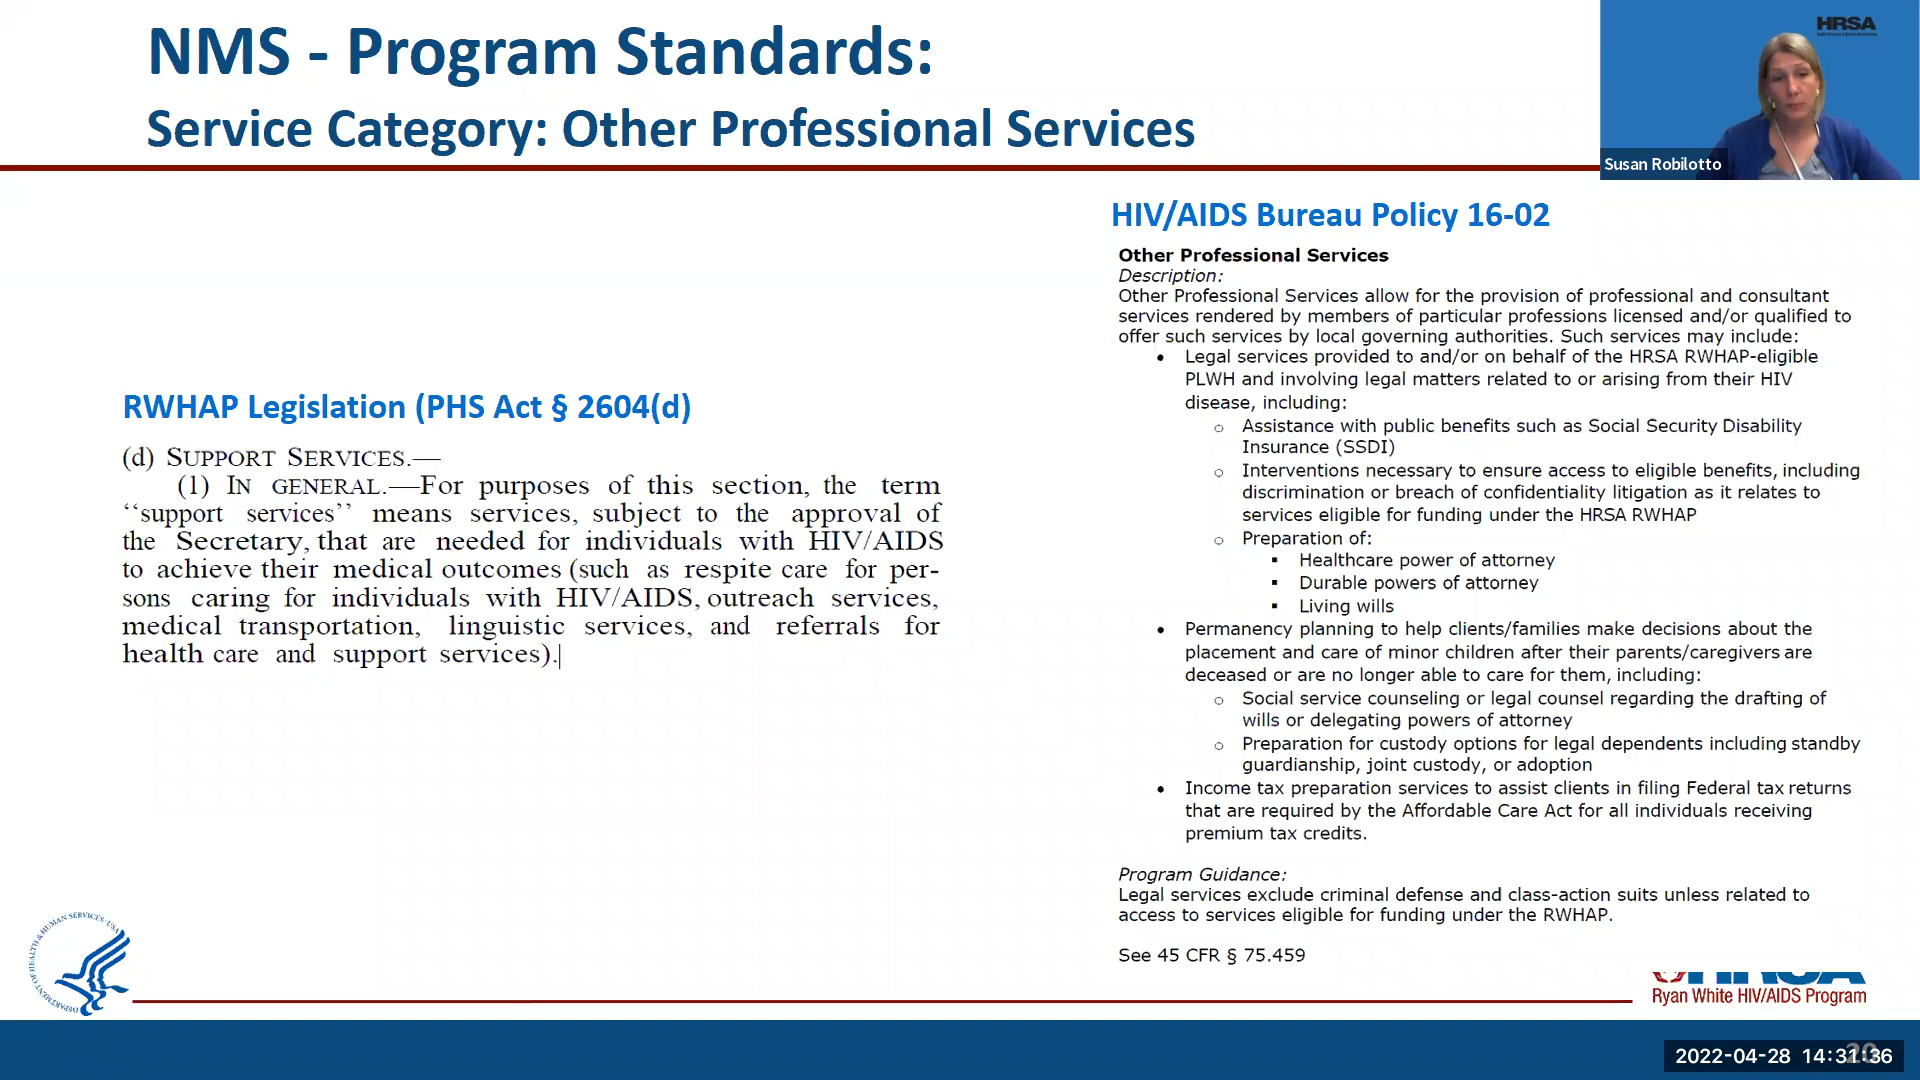 NMS - Program Standards:
Service Category: Other Professional Services
HRSA
Susan Robilotto
RWHAP Legislation (PHS Act § 2604(d)
(d) SUPPORT SERVICES.—
(1) IN GENERAL.—For purposes of this section, the term
‘‘support services’’ means services, subject to the approval of
the Secretary, that are needed for individuals with HIV/AIDS
to achieve their medical outcomes (such as respite care for per-
sons caring for individuals with HIV/AIDS, outreach services,
medical transportation, linguistic services, and referrals for
health care and support services).
HIV/AIDS Bureau Policy 16-02
Other Professional Services
Description:
Other Professional Services allow for the provision of professional and consultant
services rendered by members of particular professions licensed and/or qualified to
offer such services by local governing authorities. Such services may include:
• Legal services provided to and/or on behalf of the HRSA RWHAP-eligible
PLWH and involving legal matters related to or arising from their HIV
disease, including:
o Assistance with public benefits such as Social Security Disability
Insurance (SSDI)
o Interventions necessary to ensure access to eligible benefits, including
discrimination or breach of confidentiality litigation as it relates to
services eligible for funding under the HRSA RWHAP
o Preparation of:
▪ Healthcare power of attorney
▪ Durable powers of attorney
▪ Living wills
• Permanency planning to help clients/families make decisions about the
placement and care of minor children after their parents/caregivers are
deceased or are no longer able to care for them, including:
o Social service counseling or legal counsel regarding the drafting of
wills or delegating powers of attorney
o Preparation for custody options for legal dependents including standby
guardianship, joint custody, or adoption
• Income tax preparation services to assist clients in filing Federal tax returns
that are required by the Affordable Care Act for all individuals receiving
premium tax credits.
Program Guidance:
Legal services exclude criminal defense and class-action suits unless related to
access to services eligible for funding under the RWHAP.
See 45 CFR § 75.459
DEPARTMENT OF HEALTH & HUMAN SERVICES·USA
HRSA
Ryan White HIV/AIDS Program
2022-04-28 14:31:36